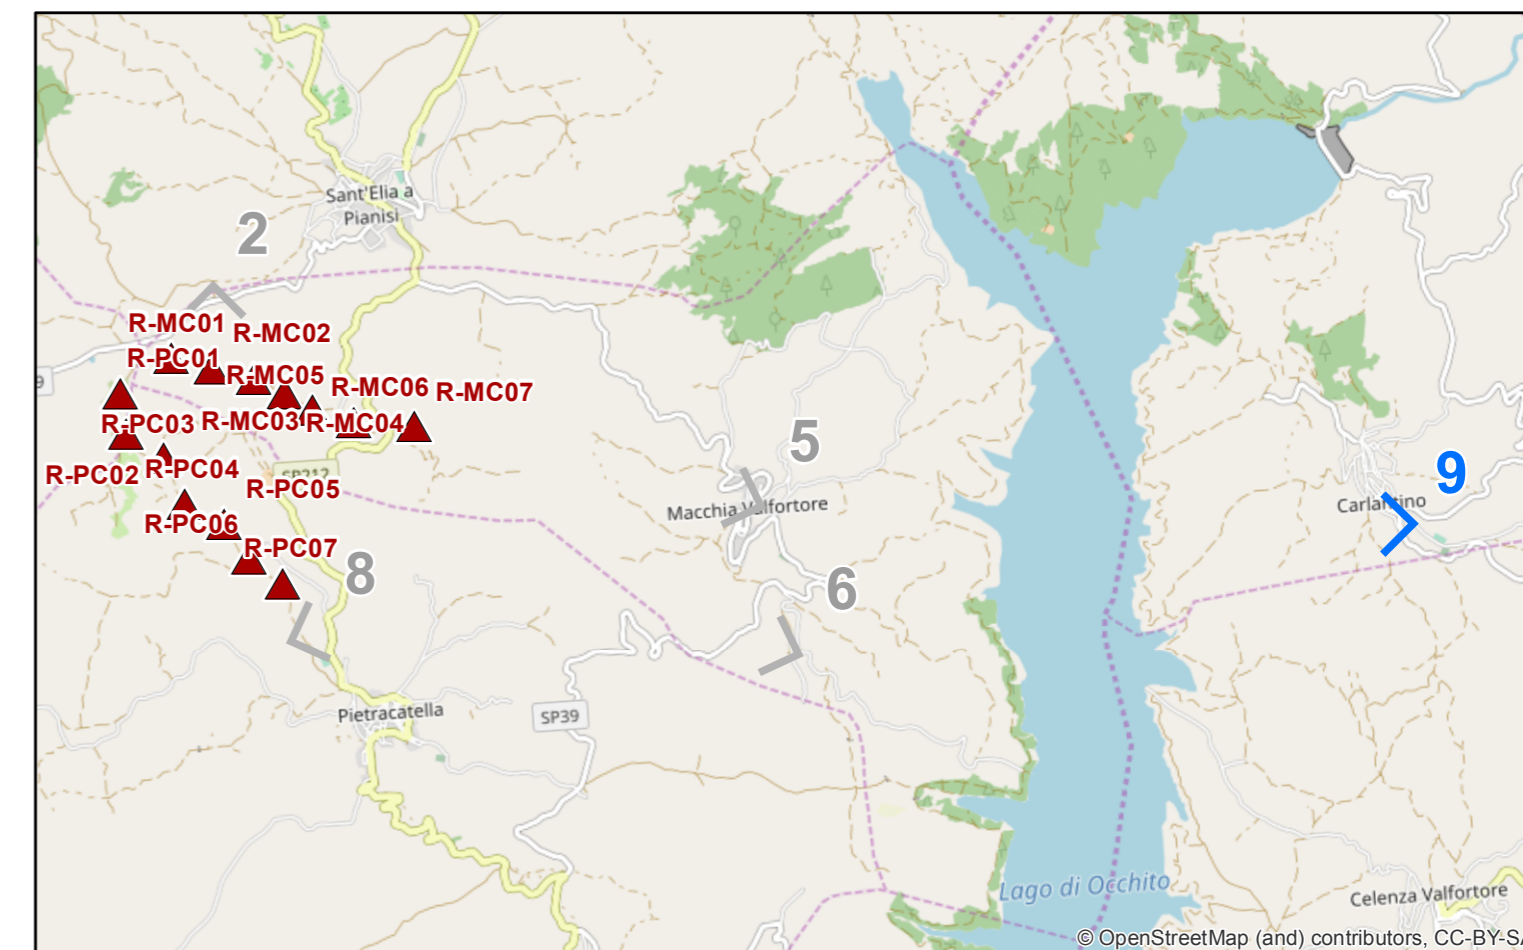 Sant'Elia a
Pianisi
2
R-MC01
R-MC02
R-PC01
R-MC05
R-MC06
R-MC07
9
R-PC03
R-MC03
R-MC04
5
R-PC02
R-PC04
SP212
R-PC05
9
Macchia Valfortore
Carlantino
R-PC06
R-PC07
8
6
Pietracatella
SP39
Lago di Occhito
Celenza Valfortore
© OpenStreetMap (and) contributors, CC-BY-SA